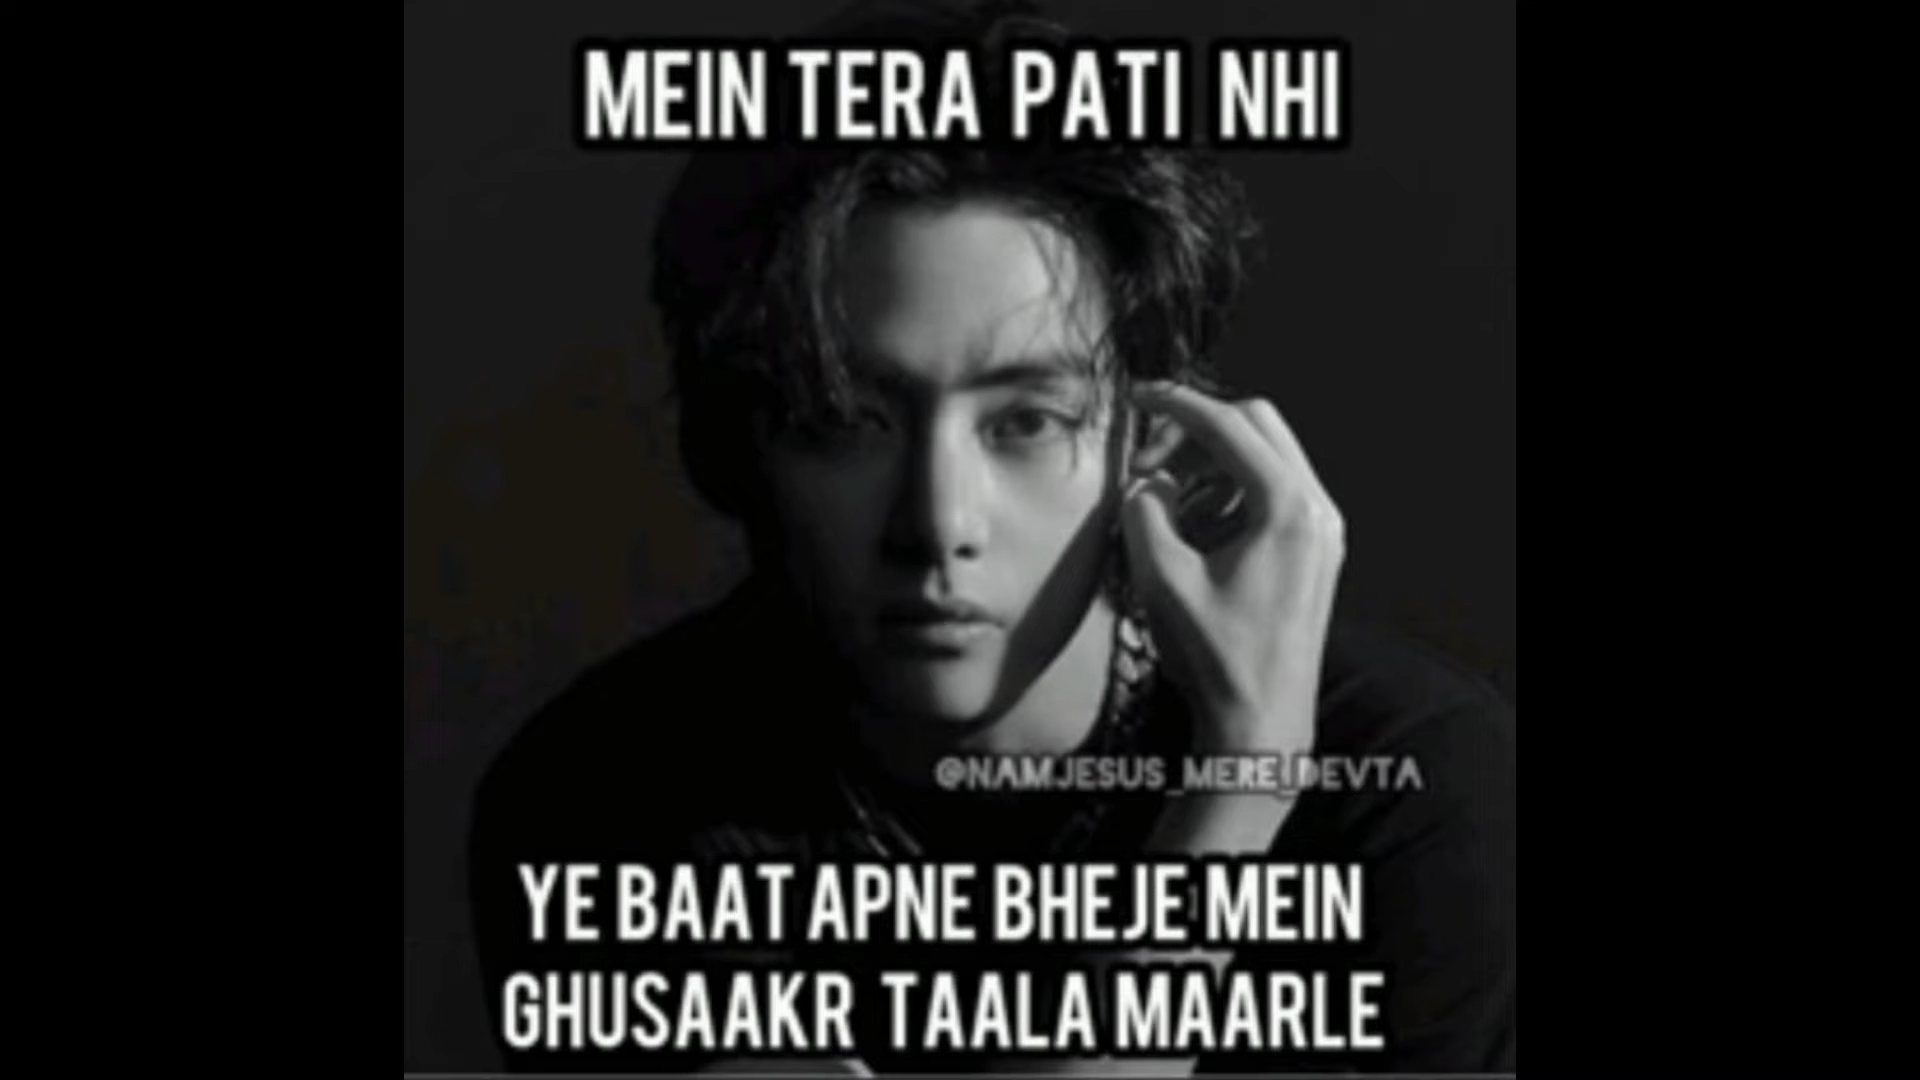 MEIN TERA PATI NHI
@NAMJESUS_MERE_DEVTA
YE BAAT APNE BHEJE MEIN
GHUSAAKR TAALA MAARLE